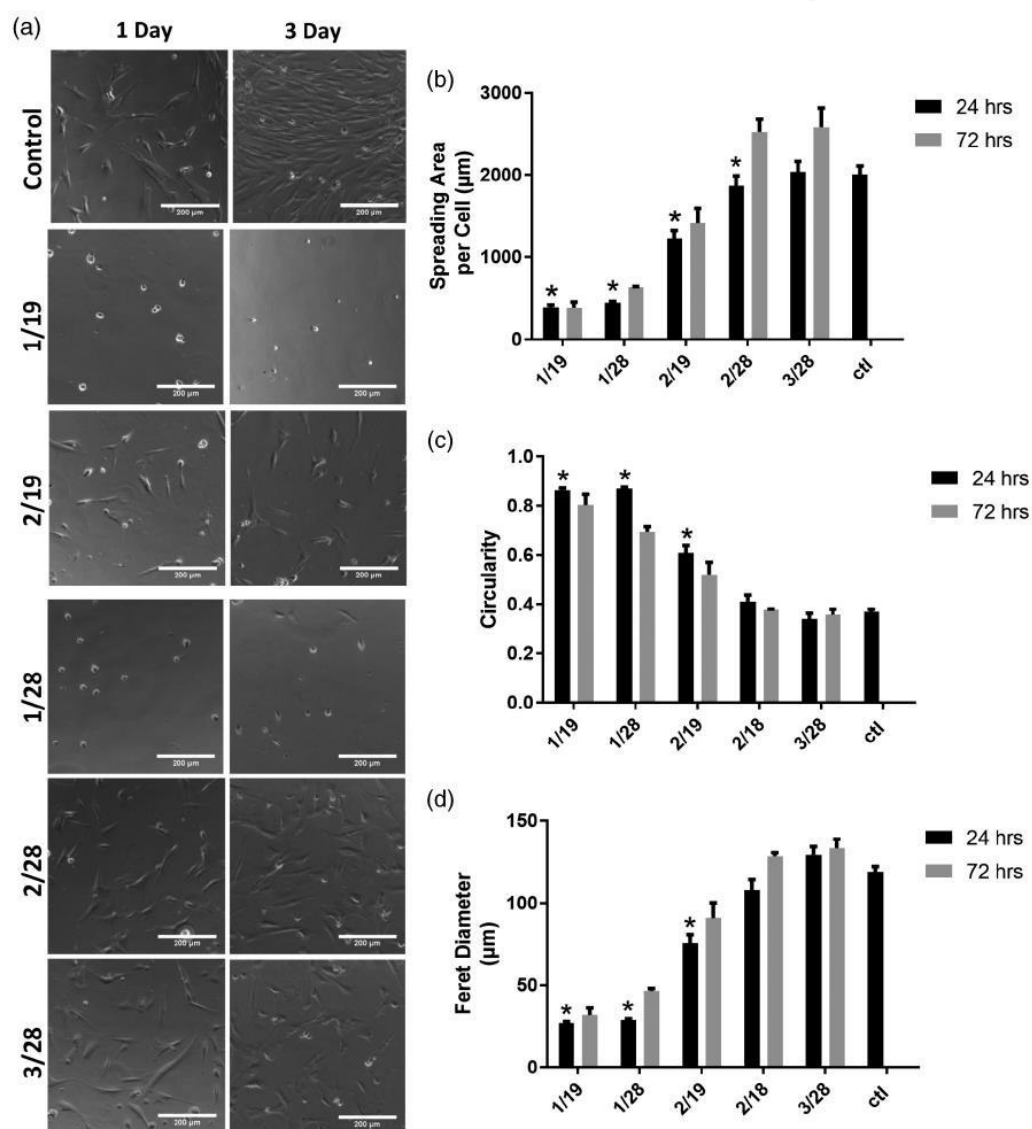 (a)
1 Day 3 Day
Control
200 μm 200 μm
1/19
200 μm 200 μm
2/19
200 μm 200 μm
1/28
200 μm 200 μm
2/28
200 μm 200 μm
3/28
200 μm 200 μm
(b)
Spreading Area
per Cell (μm)
3000
2000
1000
0
* * * *
1/19 1/28 2/19 2/28 3/28 ctl
24 hrs
72 hrs
(c)
Circularity
1.0
0.8
0.6
0.4
0.2
0.0
* * *
1/19 1/28 2/19 2/18 3/28 ctl
24 hrs
72 hrs
(d)
Feret Diameter
(μm)
150
100
50
0
* * *
1/19 1/28 2/19 2/18 3/28 ctl
24 hrs
72 hrs